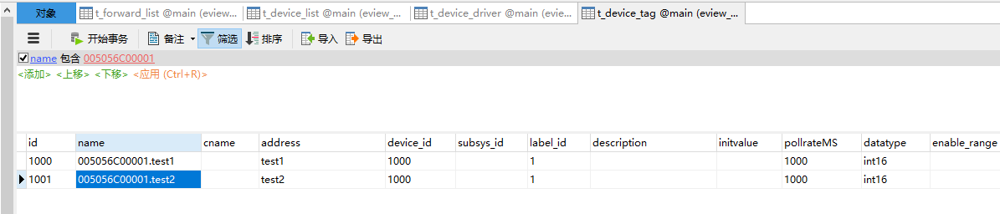 对象 t_forward_list @main (eview_... t_device_list @main (eview_... t_device_driver @main (eview... t_device_tag @main (eview_...
开始事务 备注 筛选 排序 导入 导出
name 包含 005056C00001
<添加> <上移> <下移> <应用 (Ctrl+R)>
id name cname address device_id subsys_id label_id description initvalue pollrateMS datatype enable_range
1000 005056C00001.test1 test1 1000 1 1000 int16
1001 005056C00001.test2 test2 1000 1 1000 int16